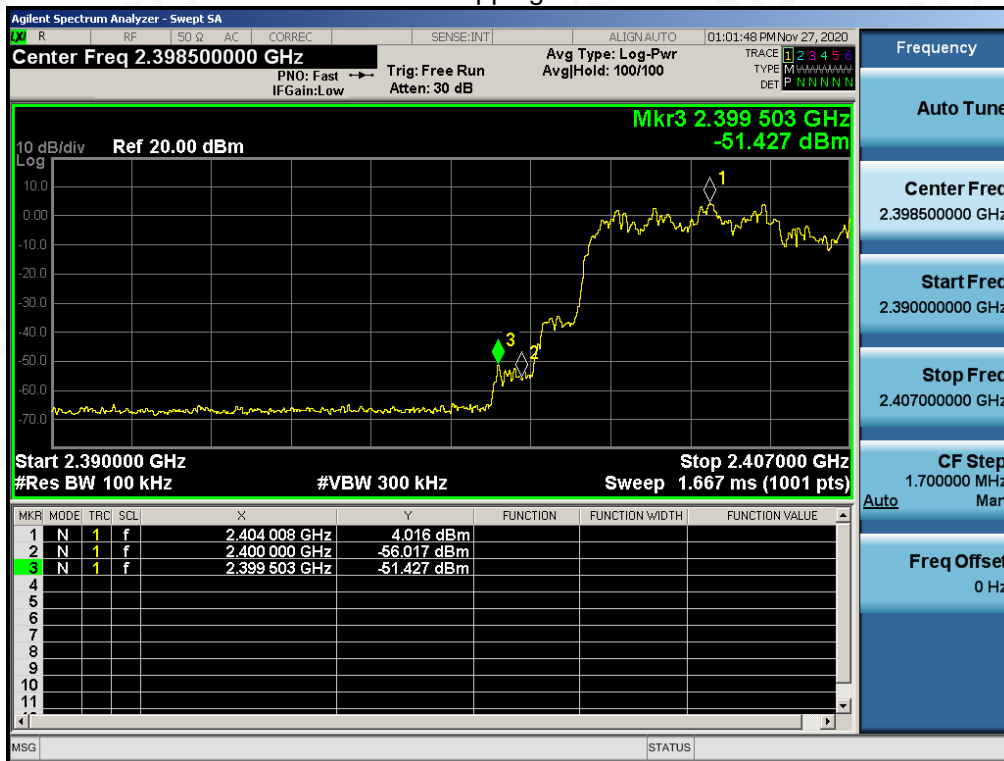 Agilent Spectrum Analyzer - Swept SA
LXI R RF 50 Ω AC CORREC SENSE:INT ALIGN AUTO 01:01:48 PM Nov 27, 2020
Center Freq 2.398500000 GHz
PNO: Fast
IFGain:Low
Trig: Free Run
Atten: 30 dB
Avg Type: Log-Pwr
Avg|Hold: 100/100
TRACE 1 2 3 4 5 6
TYPE M
DET P N N N N N
Mkr3 2.399 503 GHz
-51.427 dBm
10 dB/div Ref 20.00 dBm
Log
10.0
0.00
-10.0
-20.0
-30.0
-40.0
-50.0
-60.0
-70.0
1
3
2
Start 2.390000 GHz Stop 2.407000 GHz
#Res BW 100 kHz #VBW 300 kHz Sweep 1.667 ms (1001 pts)
MKR MODE TRC SCL X Y FUNCTION FUNCTION WIDTH FUNCTION VALUE
1 N 1 f 2.404 008 GHz 4.016 dBm
2 N 1 f 2.400 000 GHz -56.017 dBm
3 N 1 f 2.399 503 GHz -51.427 dBm
4
5
6
7
8
9
10
11
MSG STATUS
Frequency
Auto Tune
Center Freq
2.398500000 GHz
Start Freq
2.390000000 GHz
Stop Freq
2.407000000 GHz
CF Step
1.700000 MHz
Auto Man
Freq Offset
0 Hz